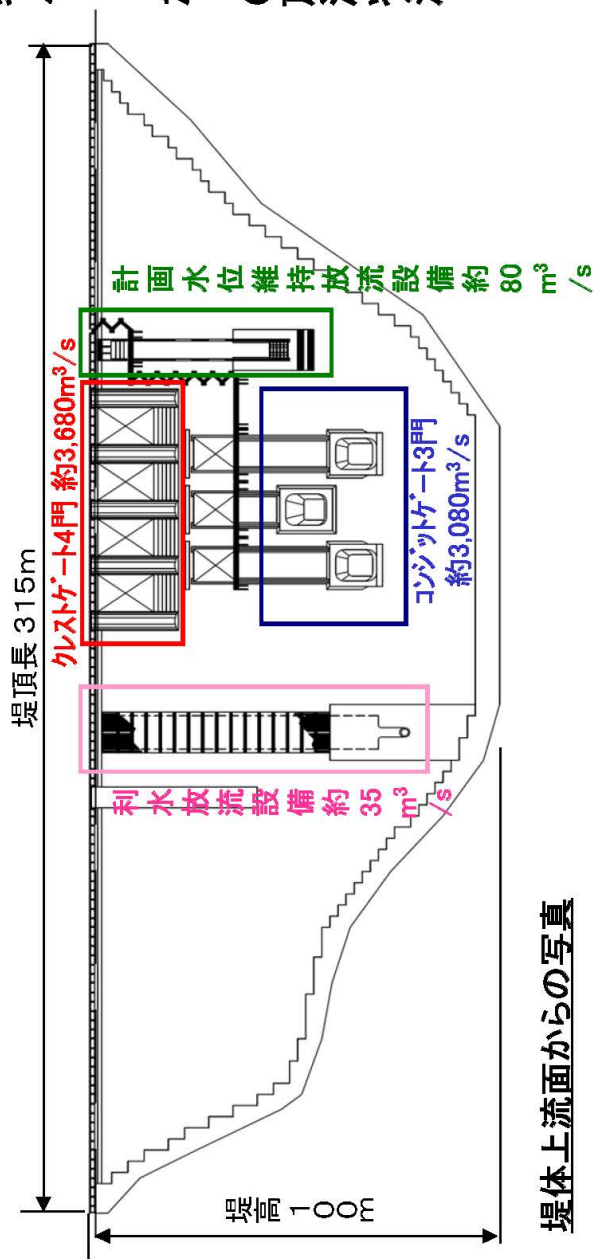 堤頂長 315m
クレストゲート4門 約3,680m³/s
計画水位維持放流設備約80m³/s
コンジットゲート3門
約3,080m³/s
利水放流設備約35m³/s
堤高100m
堤体上流面からの写真